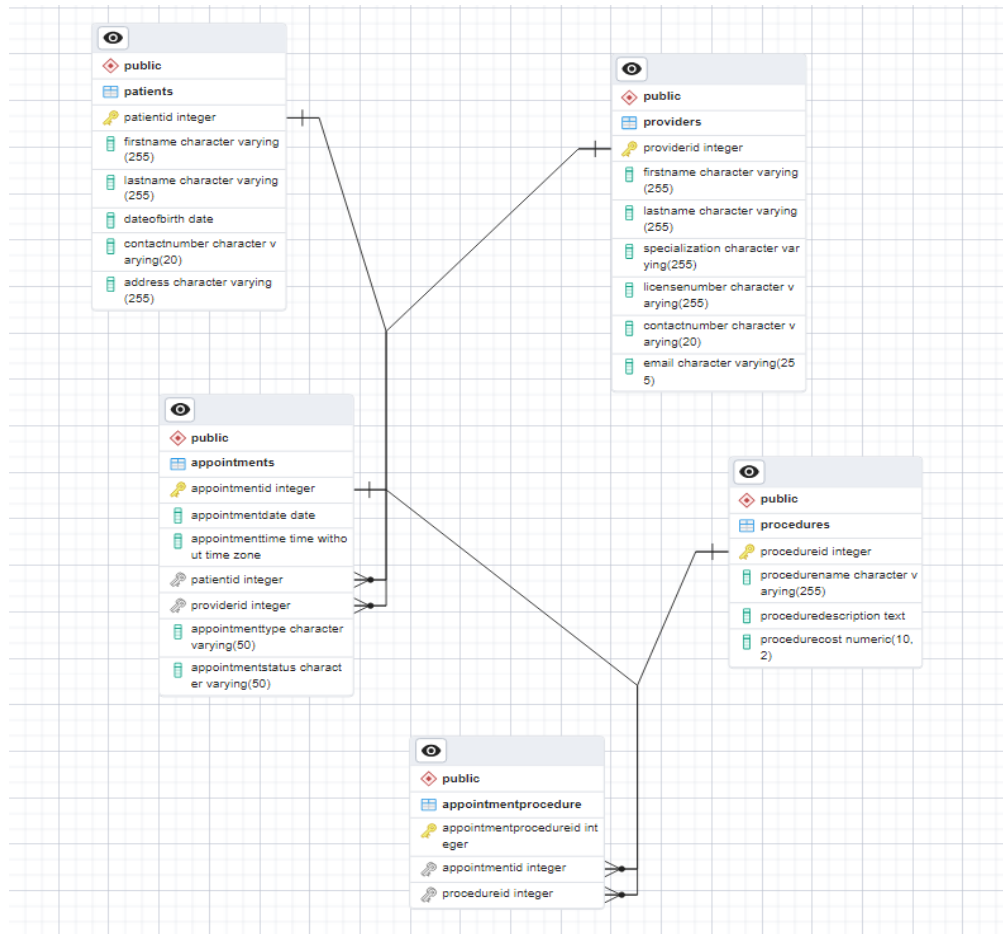 public
patients
patientid integer
firstname character varying
(255)
lastname character varying
(255)
dateofbirth date
contactnumber character v
arying(20)
address character varying
(255)
public
providers
providerid integer
firstname character varying
(255)
lastname character varying
(255)
specialization character var
ying(255)
licensenumber character v
arying(255)
contactnumber character v
arying(20)
email character varying(25
5)
public
appointments
appointmentid integer
appointmentdate date
appointmenttime time witho
ut time zone
patientid integer
providerid integer
appointmenttype character
varying(50)
appointmentstatus charact
er varying(50)
public
procedures
procedureid integer
procedurename character v
arying(255)
proceduredescription text
procedurecost numeric(10,
2)
public
appointmentprocedure
appointmentprocedureid int
eger
appointmentid integer
procedureid integer